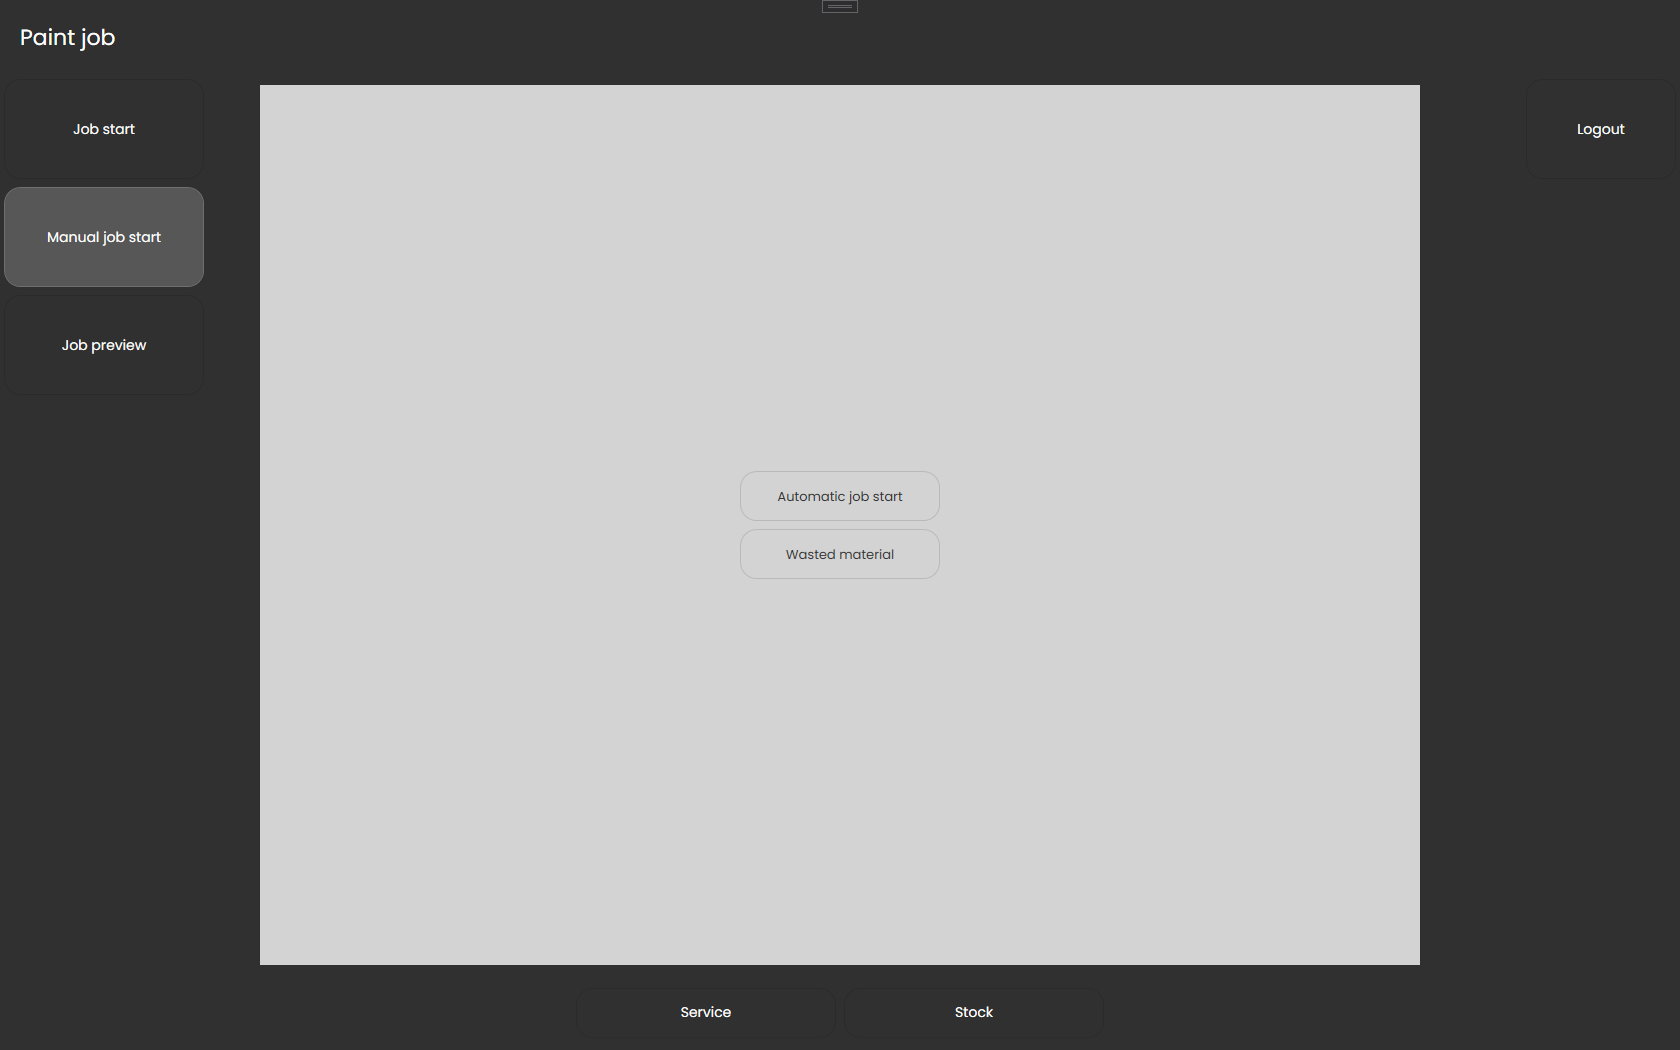 Paint job
Job start
Logout
Manual job start
Job preview
Automatic job start
Wasted material
Service
Stock